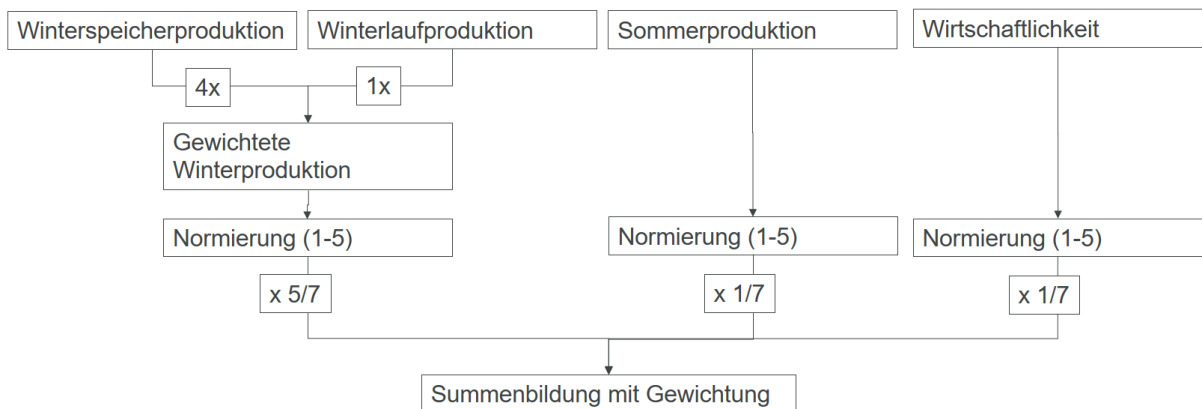 Winterspeicherproduktion
Winterlaufproduktion
Sommerproduktion
Wirtschaftlichkeit
4x
1x
Gewichtete
Winterproduktion
Normierung (1-5)
Normierung (1-5)
Normierung (1-5)
x 5/7
x 1/7
x 1/7
Summenbildung mit Gewichtung